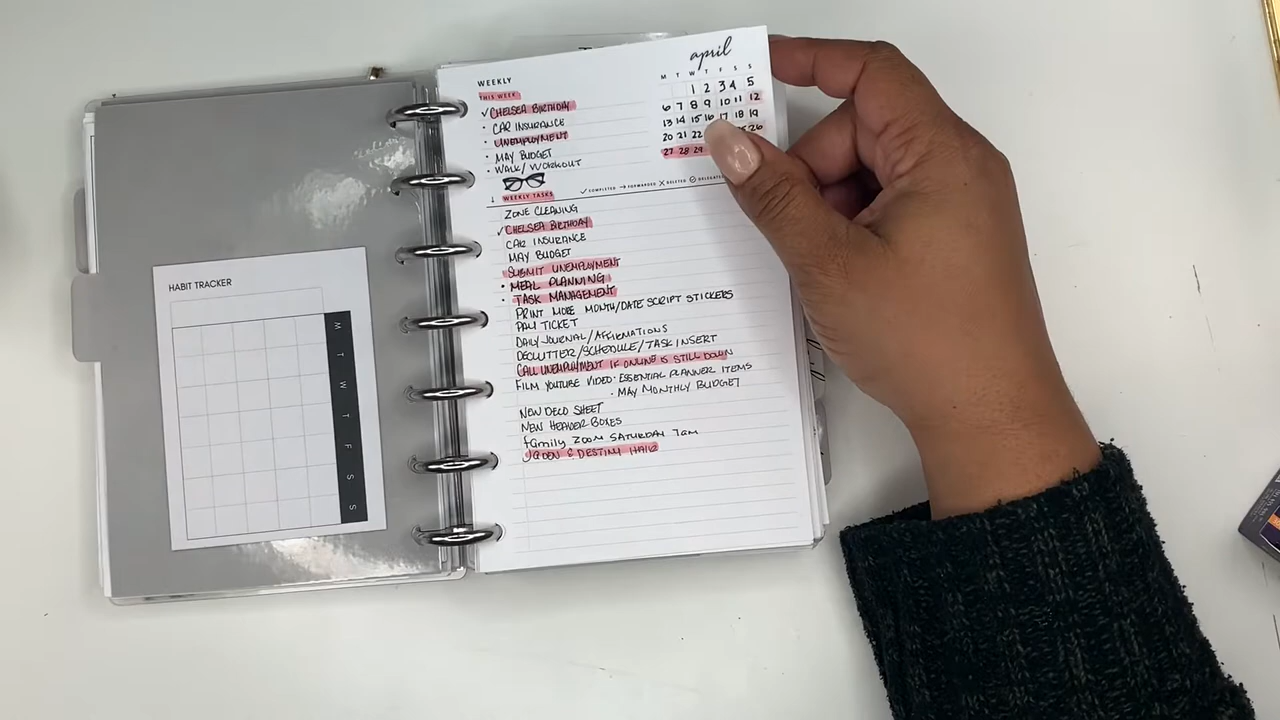 april
M T W T F S S
1 2 3 4 5
6 7 8 9 10 11 12
13 14 15 16 17 18 19
20 21 22 26
27 28 29
WEEKLY
THIS WEEK
✓ CHELSEA BIRTHDAY
• CAR INSURANCE
• UNEMPLOYMENT
• MAY BUDGET
• WALK/WORKOUT
✓ COMPLETED → FORWARDED X DELETED DELEGATED
↓ WEEKLY TASKS
ZONE CLEANING
✓ CHELSEA BIRTHDAY
CAR INSURANCE
MAY BUDGET
SUBMIT UNEMPLOYMENT
• MEAL PLANNING
• TASK MANAGEMENT
PRINT MORE MONTH/DATE SCRIPT STICKERS
PAY TICKET
DAILY JOURNAL/AFFIRMATIONS
DECLUTTER/SCHEDULE/TASK INSERT
CALL UNEMPLOYMENT IF ONLINE IS STILL DOWN
FILM YOUTUBE VIDEO: ESSENTIAL PLANNER ITEMS
• MAY MONTHLY BUDGET
NEW DECO SHEET
NEW HEADER BOXES
family ZOOM SATURDAY 7am
& DESTINY HAIR
HABIT TRACKER
M T W T F S S